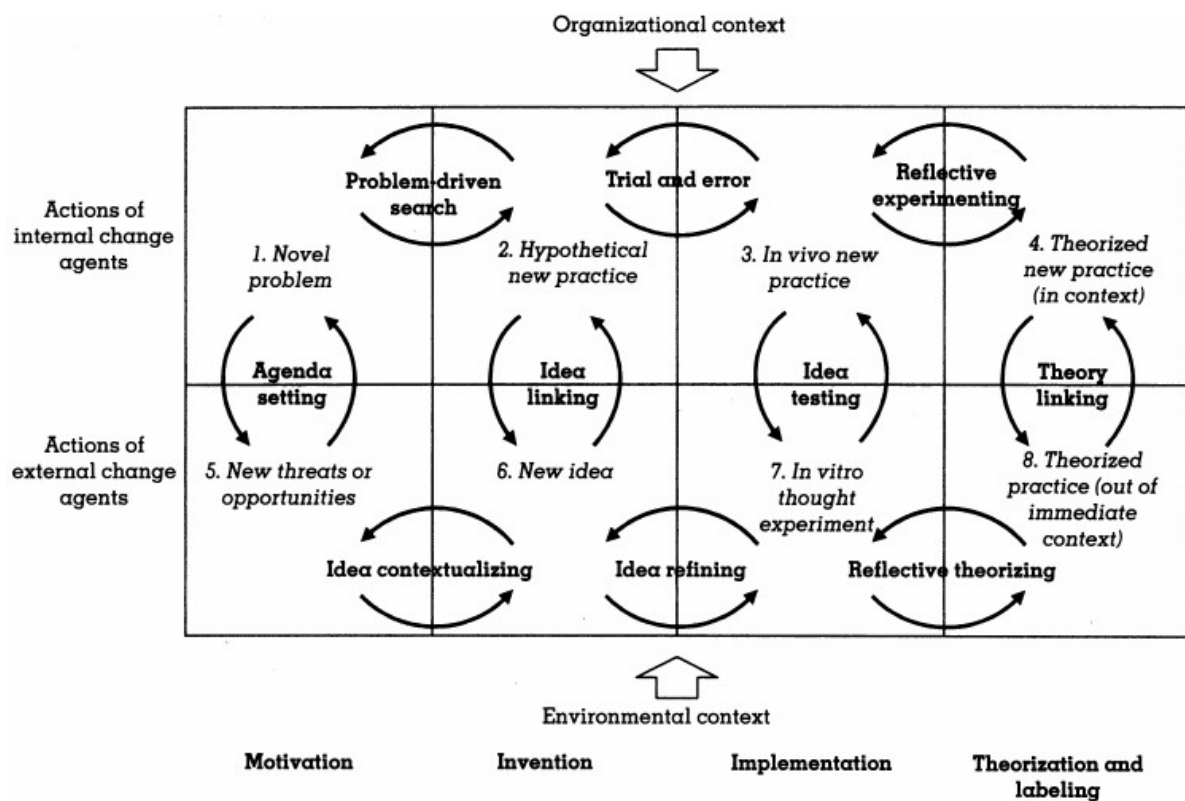 Organizational context
Actions of
internal change
agents
Problem-driven
search
Trial and error
Reflective
experimenting
1. Novel
problem
2. Hypothetical
new practice
3. In vivo new
practice
4. Theorized
new practice
(in context)
Agenda
setting
Idea
linking
Idea
testing
Theory
linking
Actions of
external change
agents
5. New threats or
opportunities
6. New idea
7. In vitro
thought
experiment
8. Theorized
practice (out of
immediate
context)
Idea contextualizing
Idea refining
Reflective theorizing
Environmental context
Motivation
Invention
Implementation
Theorization and
labeling